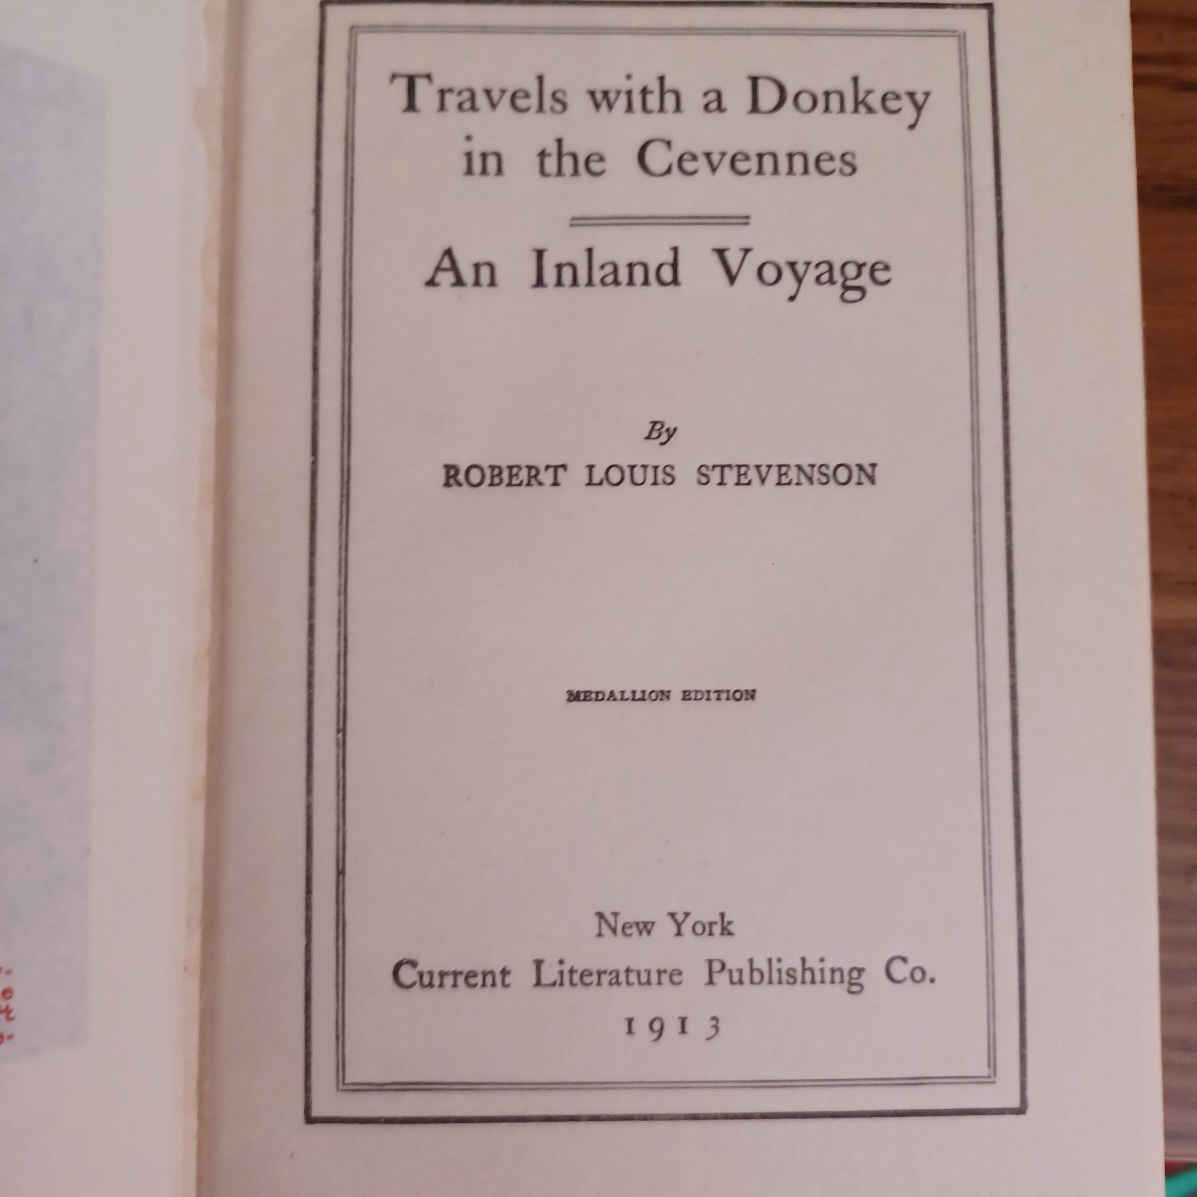 Travels with a Donkey
in the Cevennes
An Inland Voyage
By
ROBERT LOUIS STEVENSON
MEDALLION EDITION
New York
Current Literature Publishing Co.
1913